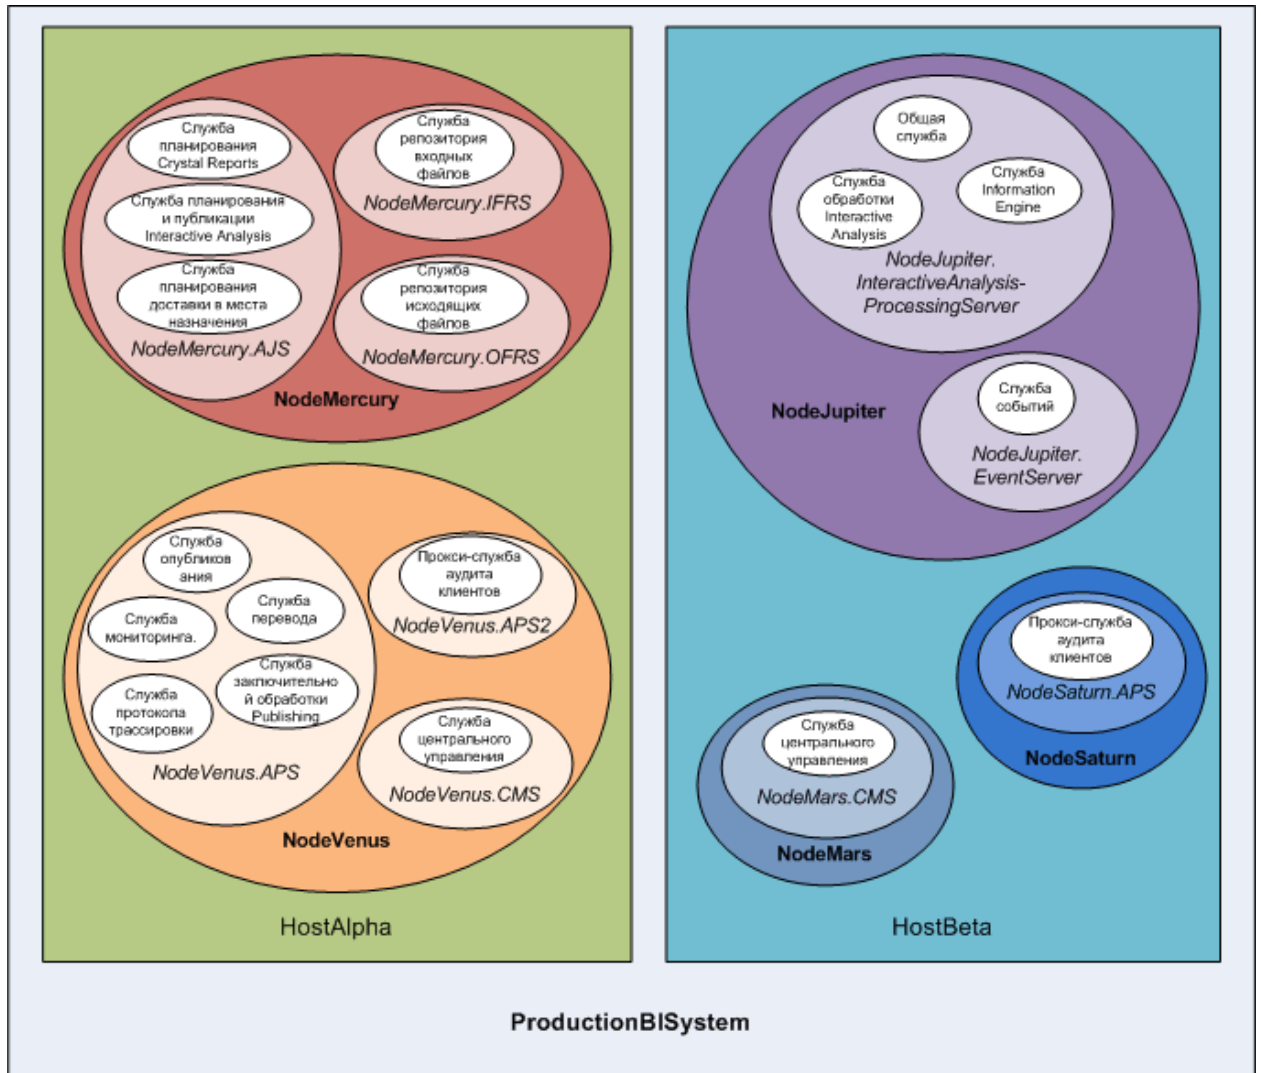 Служба
планирования
Crystal Reports
Служба планирования
и публикации
Interactive Analysis
Служба
планирования
доставки в места
назначения
NodeMercury.AJS
Служба
репозитория
входных
файлов
NodeMercury.IFRS
Служба
репозитория
исходящих
файлов
NodeMercury.OFRS
NodeMercury
Служба
опубликов
ания
Служба
мониторинга.
Служба
перевода
Служба
заключительно
й обработки
Publishing
Служба
протокола
трассировки
NodeVenus.APS
Прокси-служба
аудита
клиентов
NodeVenus.APS2
Служба
центрального
управления
NodeVenus.CMS
NodeVenus
HostAlpha
Общая
служба
Служба
обработки
Interactive
Analysis
Служба
Information
Engine
NodeJupiter.
InteractiveAnalysis-
ProcessingServer
Служба
событий
NodeJupiter.
EventServer
NodeJupiter
Прокси-служба
аудита
клиентов
NodeSaturn.APS
NodeSaturn
Служба
центрального
управления
NodeMars.CMS
NodeMars
HostBeta
ProductionBISystem